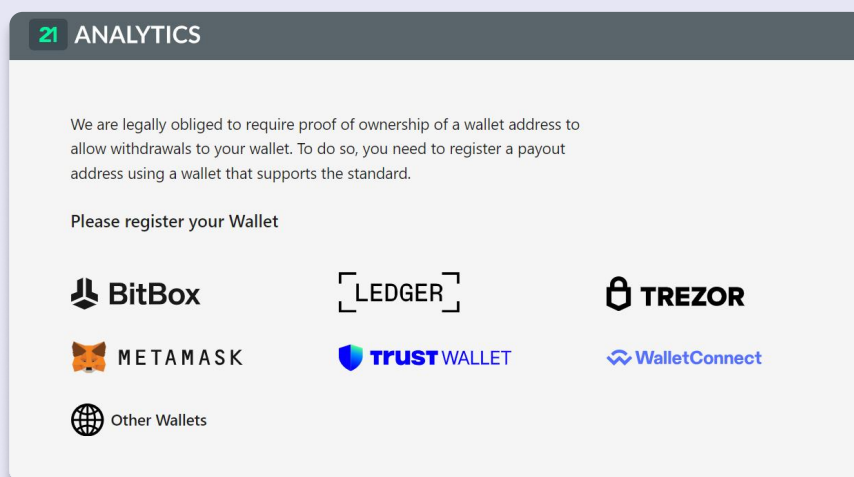 21 ANALYTICS
We are legally obliged to require proof of ownership of a wallet address to
allow withdrawals to your wallet. To do so, you need to register a payout
address using a wallet that supports the standard.
Please register your Wallet
BitBox LEDGER TREZOR
METAMASK TRUST WALLET WalletConnect
Other Wallets